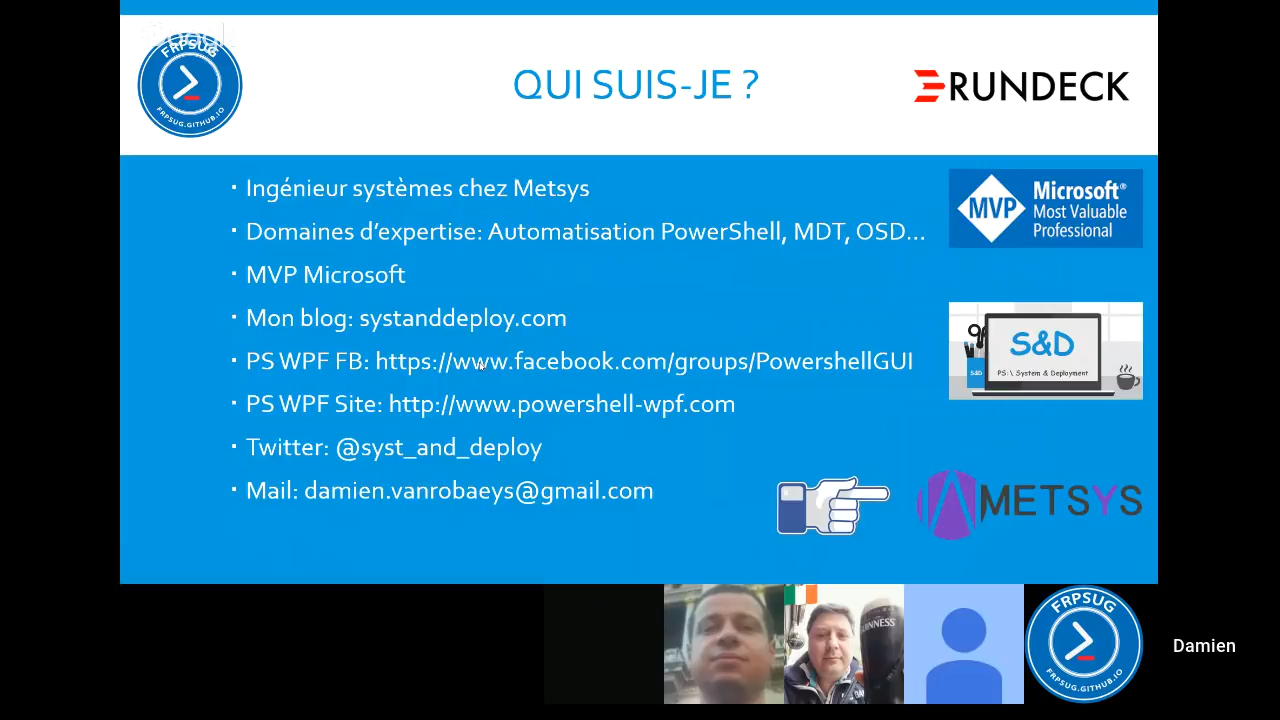 FRPSUG
FRPSUG.GITHUB.IO
QUI SUIS-JE ?
RUNDECK
Ingénieur systèmes chez Metsys
Domaines d’expertise: Automatisation PowerShell, MDT, OSD…
MVP Microsoft
Mon blog: systanddeploy.com
PS WPF FB: https://www.facebook.com/groups/PowershellGUI
PS WPF Site: http://www.powershell-wpf.com
Twitter: @syst_and_deploy
Mail: damien.vanrobaeys@gmail.com
MVP
Microsoft®
Most Valuable
Professional
S&D
S&D
PS:\ System & Deployment
METSYS
GUINNESS
FRPSUG
FRPSUG.GITHUB.IO
Damien